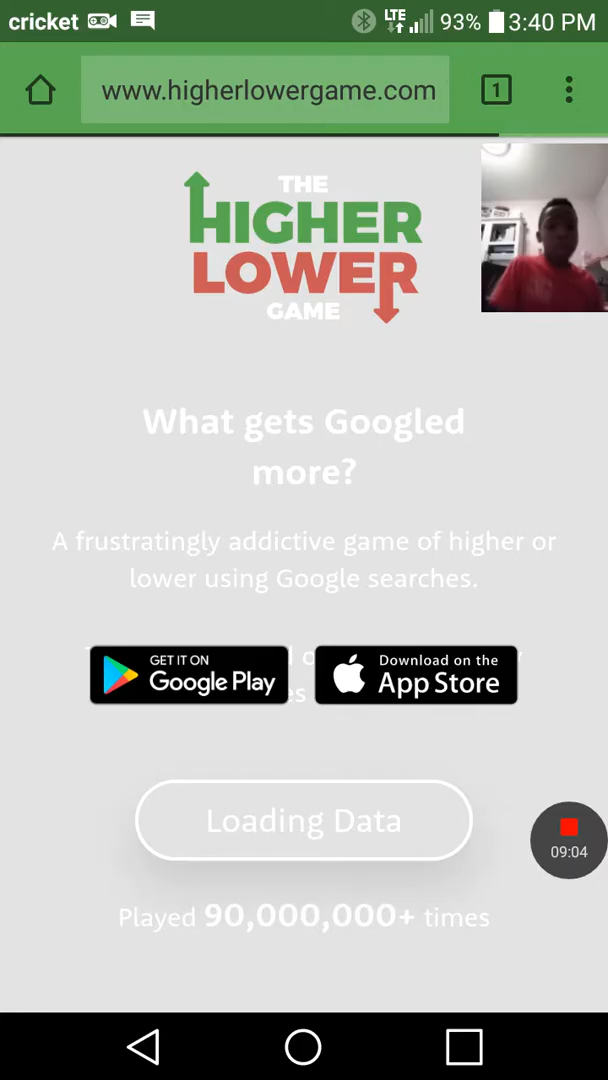 cricket LTE 93% 3:40 PM
www.higherlowergame.com 1
THE
HIGHER
LOWER
GAME
What gets Googled
more?
A frustratingly addictive game of higher or
lower using Google searches.
GET IT ON
Google Play
Download on the
App Store
Loading Data
09:04
Played 90,000,000+ times